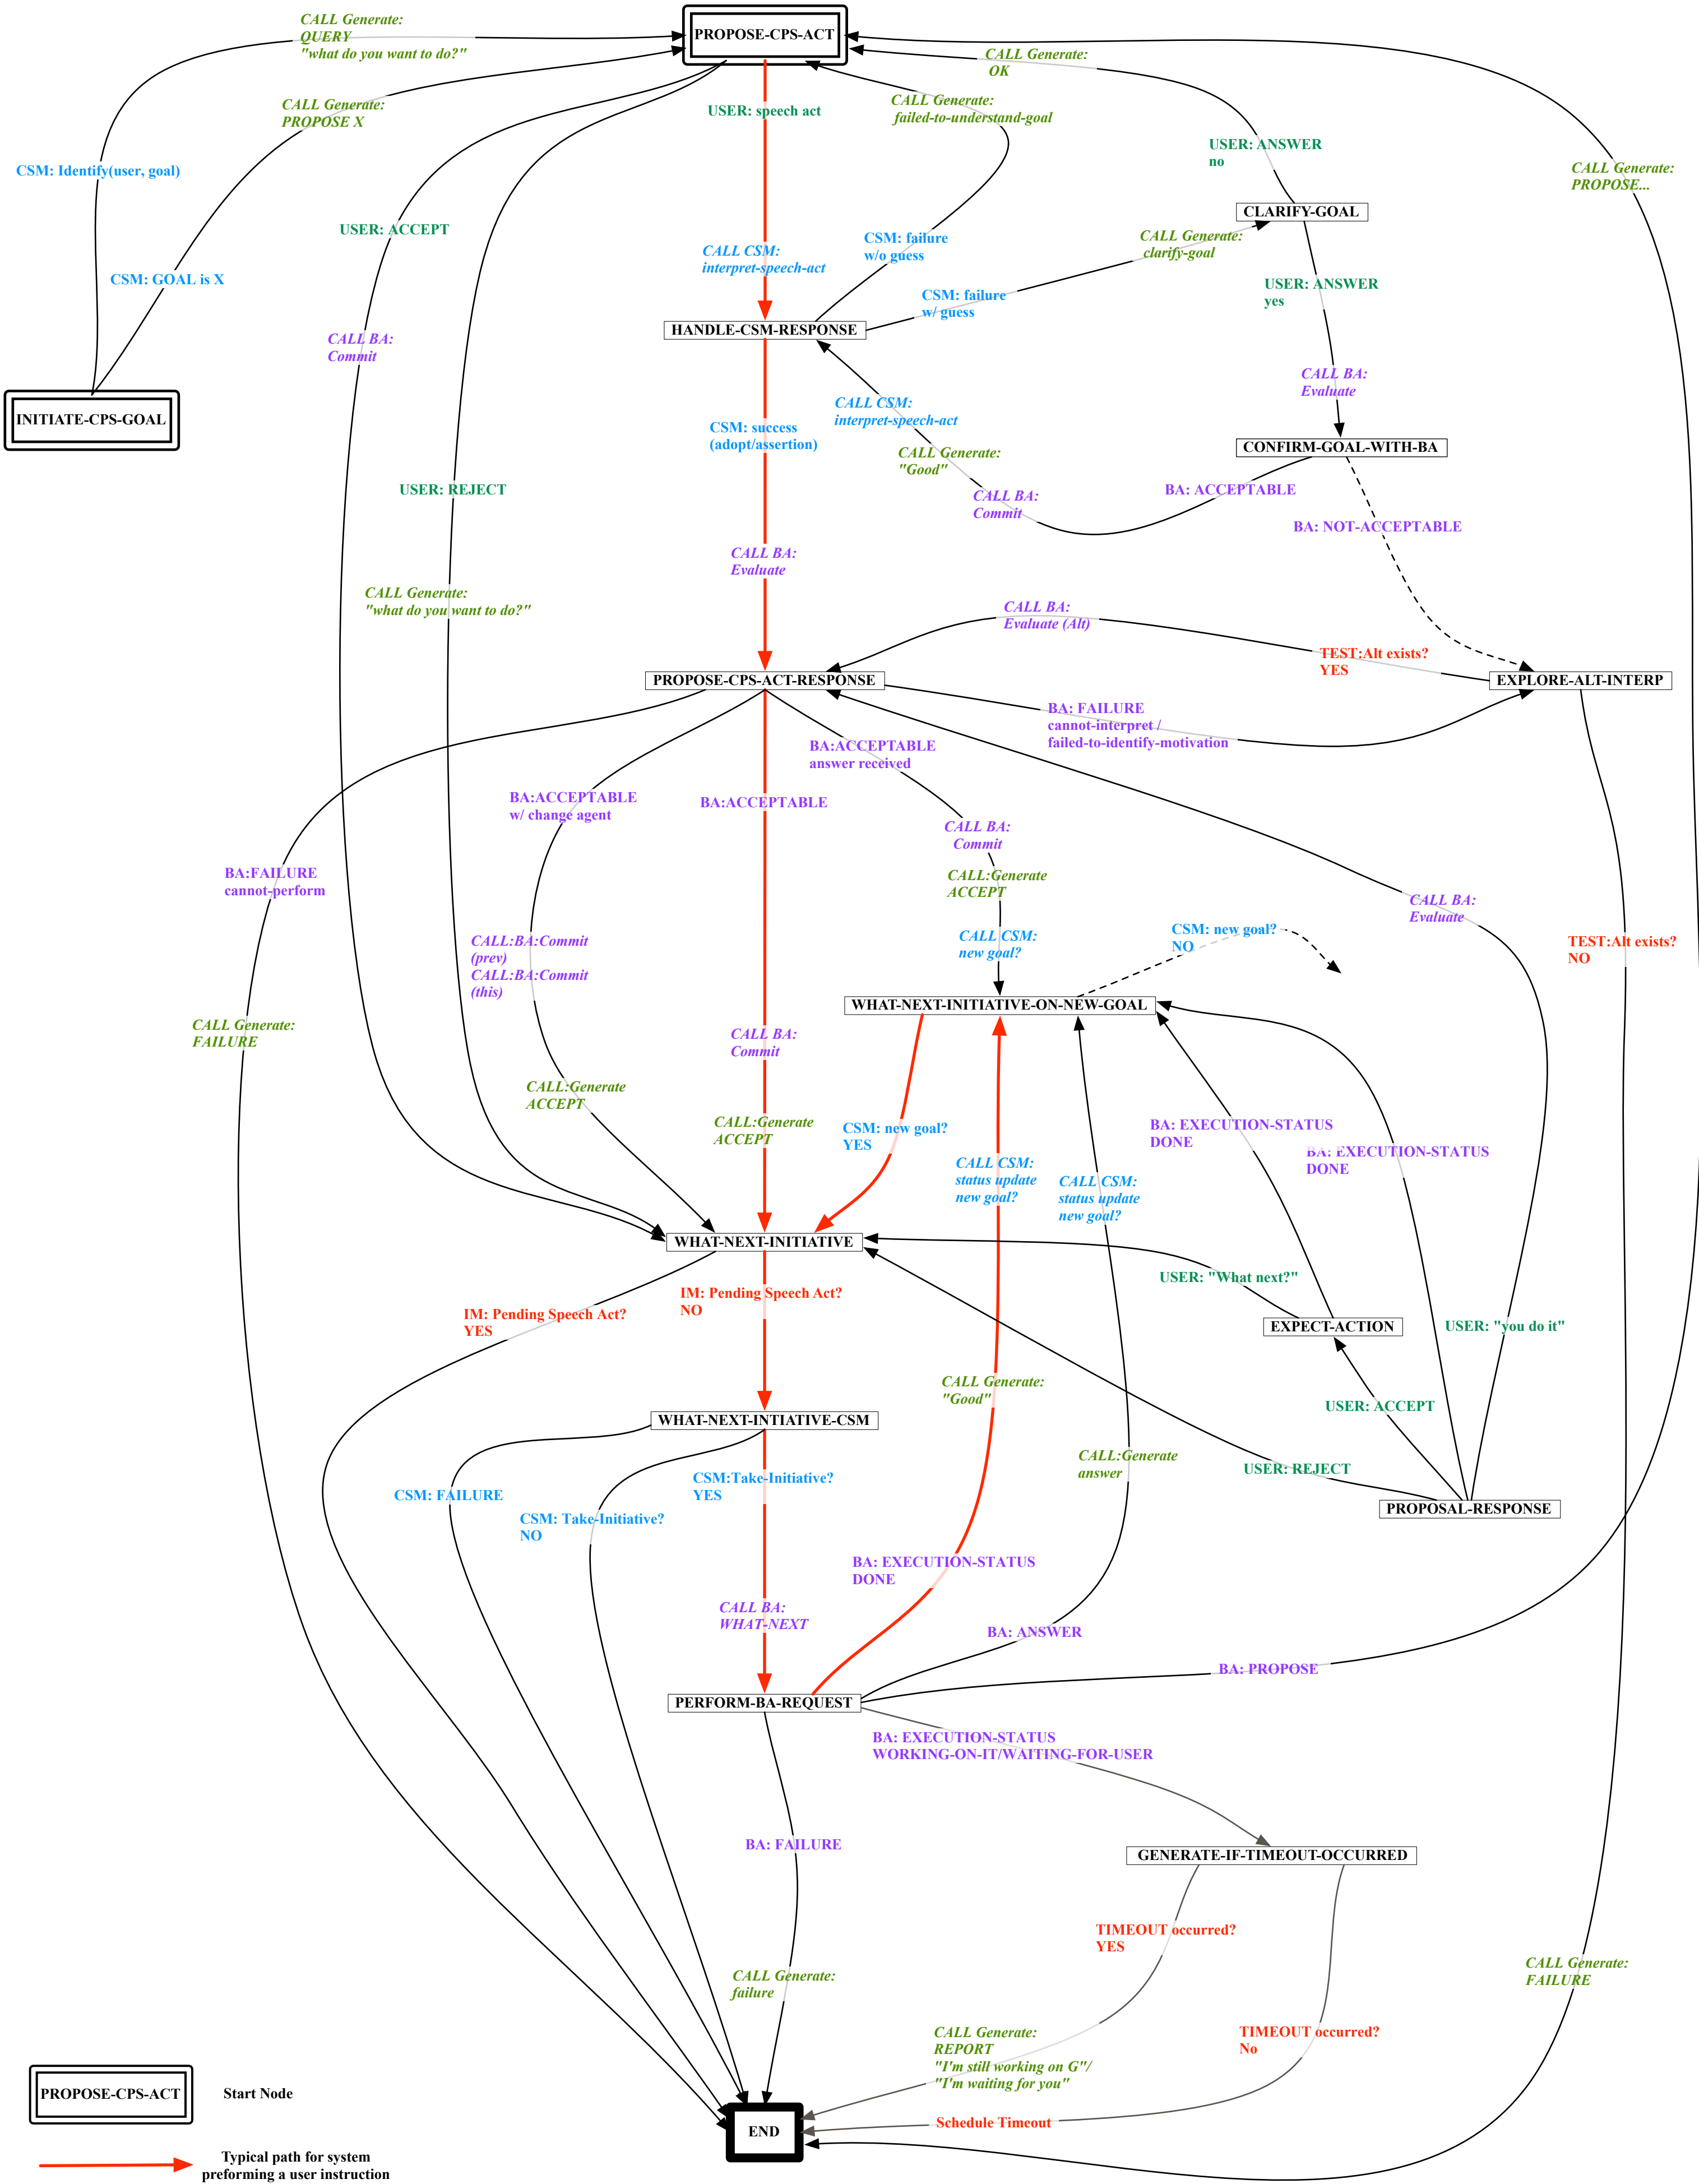 CALL Generate:
QUERY
"what do you want to do?"
PROPOSE-CPS-ACT
CALL Generate:
OK
CALL Generate:
PROPOSE X
USER: speech act
CALL Generate:
failed-to-understand-goal
USER: ANSWER
no
CALL Generate:
PROPOSE...
CSM: Identify(user, goal)
CLARIFY-GOAL
USER: ACCEPT
CALL CSM:
interpret-speech-act
CSM: failure
w/o guess
CALL Generate:
clarify-goal
CSM: GOAL is X
CSM: failure
w/ guess
USER: ANSWER
yes
CALL BA:
Commit
HANDLE-CSM-RESPONSE
CALL BA:
Evaluate
INITIATE-CPS-GOAL
CALL CSM:
interpret-speech-act
CSM: success
(adopt/assertion)
CALL Generate:
"Good"
CONFIRM-GOAL-WITH-BA
USER: REJECT
CALL BA:
Commit
BA: ACCEPTABLE
BA: NOT-ACCEPTABLE
CALL BA:
Evaluate
CALL Generate:
"what do you want to do?"
CALL BA:
Evaluate (Alt)
TEST:Alt exists?
YES
PROPOSE-CPS-ACT-RESPONSE
EXPLORE-ALT-INTERP
BA: FAILURE
cannot-interpret /
failed-to-identify-motivation
BA:ACCEPTABLE
answer received
BA:ACCEPTABLE
w/ change agent
BA:ACCEPTABLE
CALL BA:
Commit
BA:FAILURE
cannot-perform
CALL:Generate
ACCEPT
CALL BA:
Evaluate
CALL:BA:Commit
(prev)
CALL:BA:Commit
(this)
CALL CSM:
new goal?
CSM: new goal?
NO
TEST:Alt exists?
NO
WHAT-NEXT-INITIATIVE-ON-NEW-GOAL
CALL Generate:
FAILURE
CALL BA:
Commit
CALL:Generate
ACCEPT
CALL:Generate
ACCEPT
CSM: new goal?
YES
BA: EXECUTION-STATUS
DONE
BA: EXECUTION-STATUS
DONE
CALL CSM:
status update
new goal?
CALL CSM:
status update
new goal?
WHAT-NEXT-INITIATIVE
USER: "What next?"
IM: Pending Speech Act?
YES
IM: Pending Speech Act?
NO
EXPECT-ACTION
USER: "you do it"
CALL Generate:
"Good"
USER: ACCEPT
WHAT-NEXT-INTIATIVE-CSM
CSM: FAILURE
CSM:Take-Initiative?
YES
CALL:Generate
answer
USER: REJECT
PROPOSAL-RESPONSE
CSM: Take-Initiative?
NO
BA: EXECUTION-STATUS
DONE
CALL BA:
WHAT-NEXT
BA: ANSWER
BA: PROPOSE
PERFORM-BA-REQUEST
BA: EXECUTION-STATUS
WORKING-ON-IT/WAITING-FOR-USER
BA: FAILURE
GENERATE-IF-TIMEOUT-OCCURRED
TIMEOUT occurred?
YES
CALL Generate:
failure
CALL Generate:
FAILURE
CALL Generate:
REPORT
"I'm still working on G"/
"I'm waiting for you"
TIMEOUT occurred?
No
PROPOSE-CPS-ACT
Start Node
Schedule Timeout
END
Typical path for system
preforming a user instruction